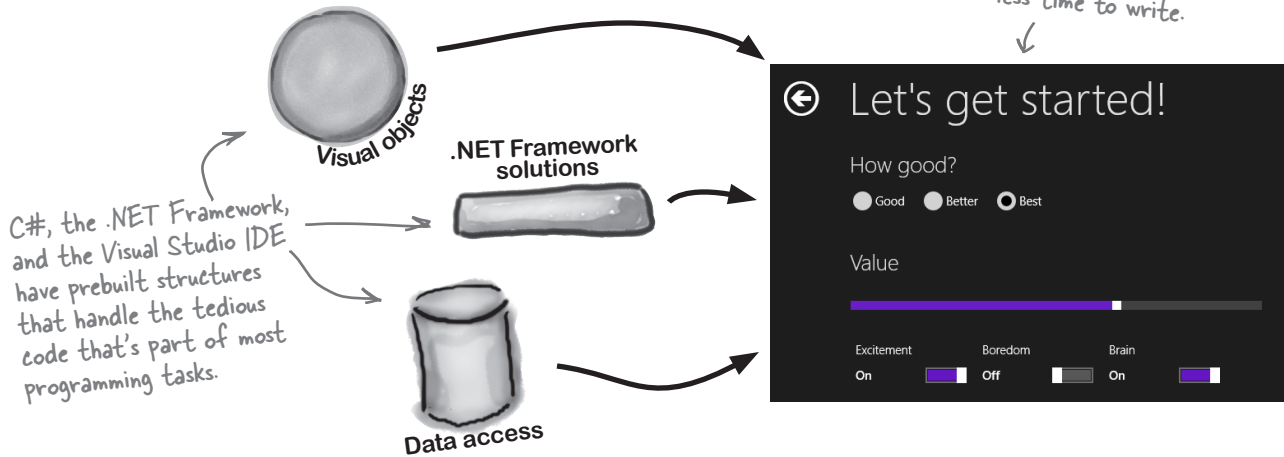 less time to write.
Visual objects
.NET Framework
solutions
C#, the .NET Framework,
and the Visual Studio IDE
have prebuilt structures
that handle the tedious
code that's part of most
programming tasks.
Data access
Let's get started!
How good?
Good Better Best
Value
Excitement Boredom Brain
On Off On